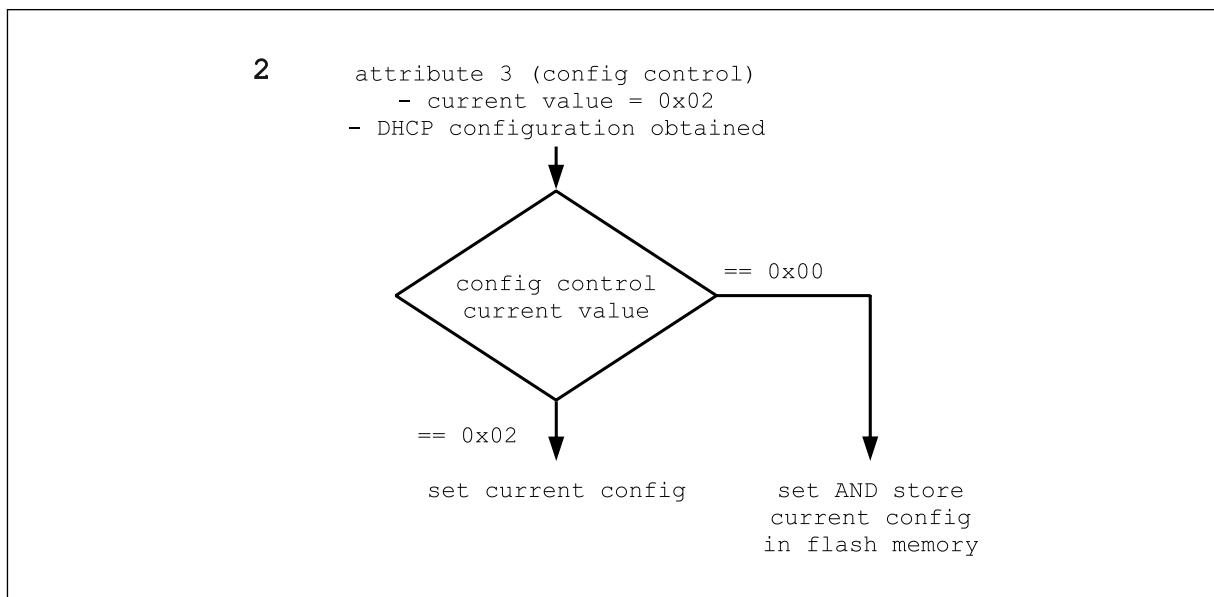 2
attribute 3 (config control)
- current value = 0x02
- DHCP configuration obtained
config control
current value
== 0x00
== 0x02
set current config
set AND store
current config
in flash memory